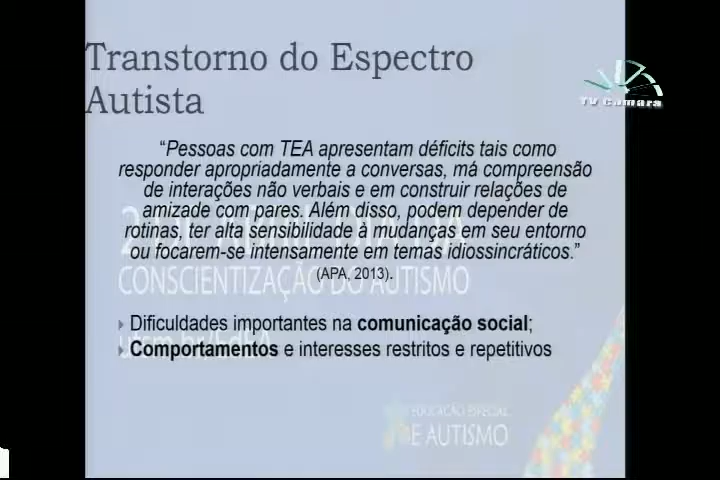 Transtorno do Espectro
Autista
TV Camara
“Pessoas com TEA apresentam déficits tais como
responder apropriadamente a conversas, má compreensão
de interações não verbais e em construir relações de
amizade com pares. Além disso, podem depender de
rotinas, ter alta sensibilidade à mudanças em seu entorno
ou focarem-se intensamente em temas idiossincráticos.”
(APA, 2013).
CONSCIENTIZAÇÃO DO AUTISMO
Dificuldades importantes na comunicação social;
Comportamentos e interesses restritos e repetitivos
EDUCAÇÃO ESPECIAL
E AUTISMO